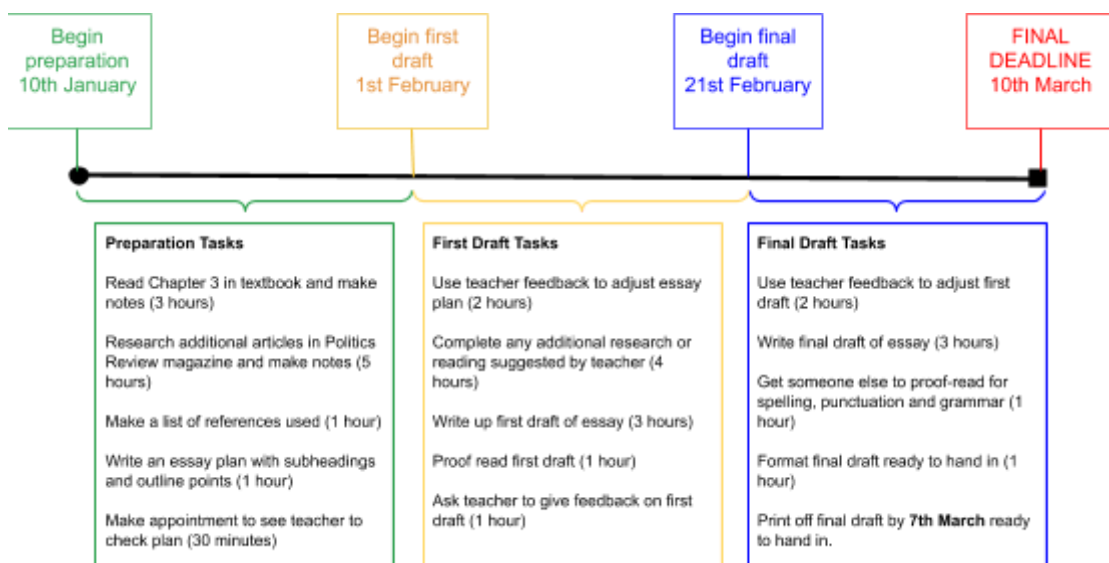 Begin
preparation
10th January
Begin first
draft
1st February
Begin final
draft
21st February
FINAL
DEADLINE
10th March
Preparation Tasks
Read Chapter 3 in textbook and make
notes (3 hours)
Research additional articles in Politics
Review magazine and make notes (5
hours)
Make a list of references used (1 hour)
Write an essay plan with subheadings
and outline points (1 hour)
Make appointment to see teacher to
check plan (30 minutes)
First Draft Tasks
Use teacher feedback to adjust essay
plan (2 hours)
Complete any additional research or
reading suggested by teacher (4
hours)
Write up first draft of essay (3 hours)
Proof read first draft (1 hour)
Ask teacher to give feedback on first
draft (1 hour)
Final Draft Tasks
Use teacher feedback to adjust first
draft (2 hours)
Write final draft of essay (3 hours)
Get someone else to proof-read for
spelling, punctuation and grammar (1
hour)
Format final draft ready to hand in (1
hour)
Print off final draft by 7th March ready
to hand in.